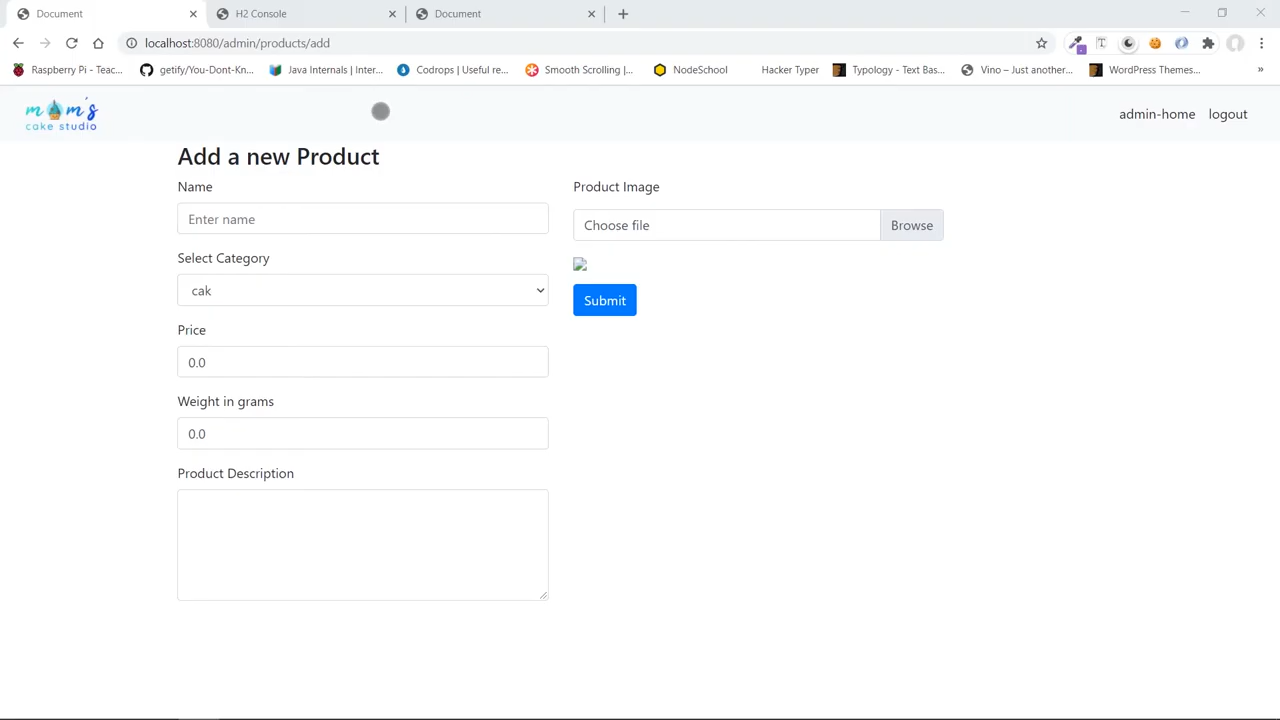 Document
H2 Console
Document
localhost:8080/admin/products/add
Raspberry Pi - Teac...
getify/You-Dont-Kn...
Java Internals | Inter...
Codrops | Useful re...
Smooth Scrolling |...
NodeSchool
Hacker Typer
Typology - Text Bas...
Vino – Just another...
WordPress Themes...
»
mom's
cake studio
admin-home
logout
Add a new Product
Name
Enter name
Select Category
cak
Price
0.0
Weight in grams
0.0
Product Description
Product Image
Choose file
Browse
Submit